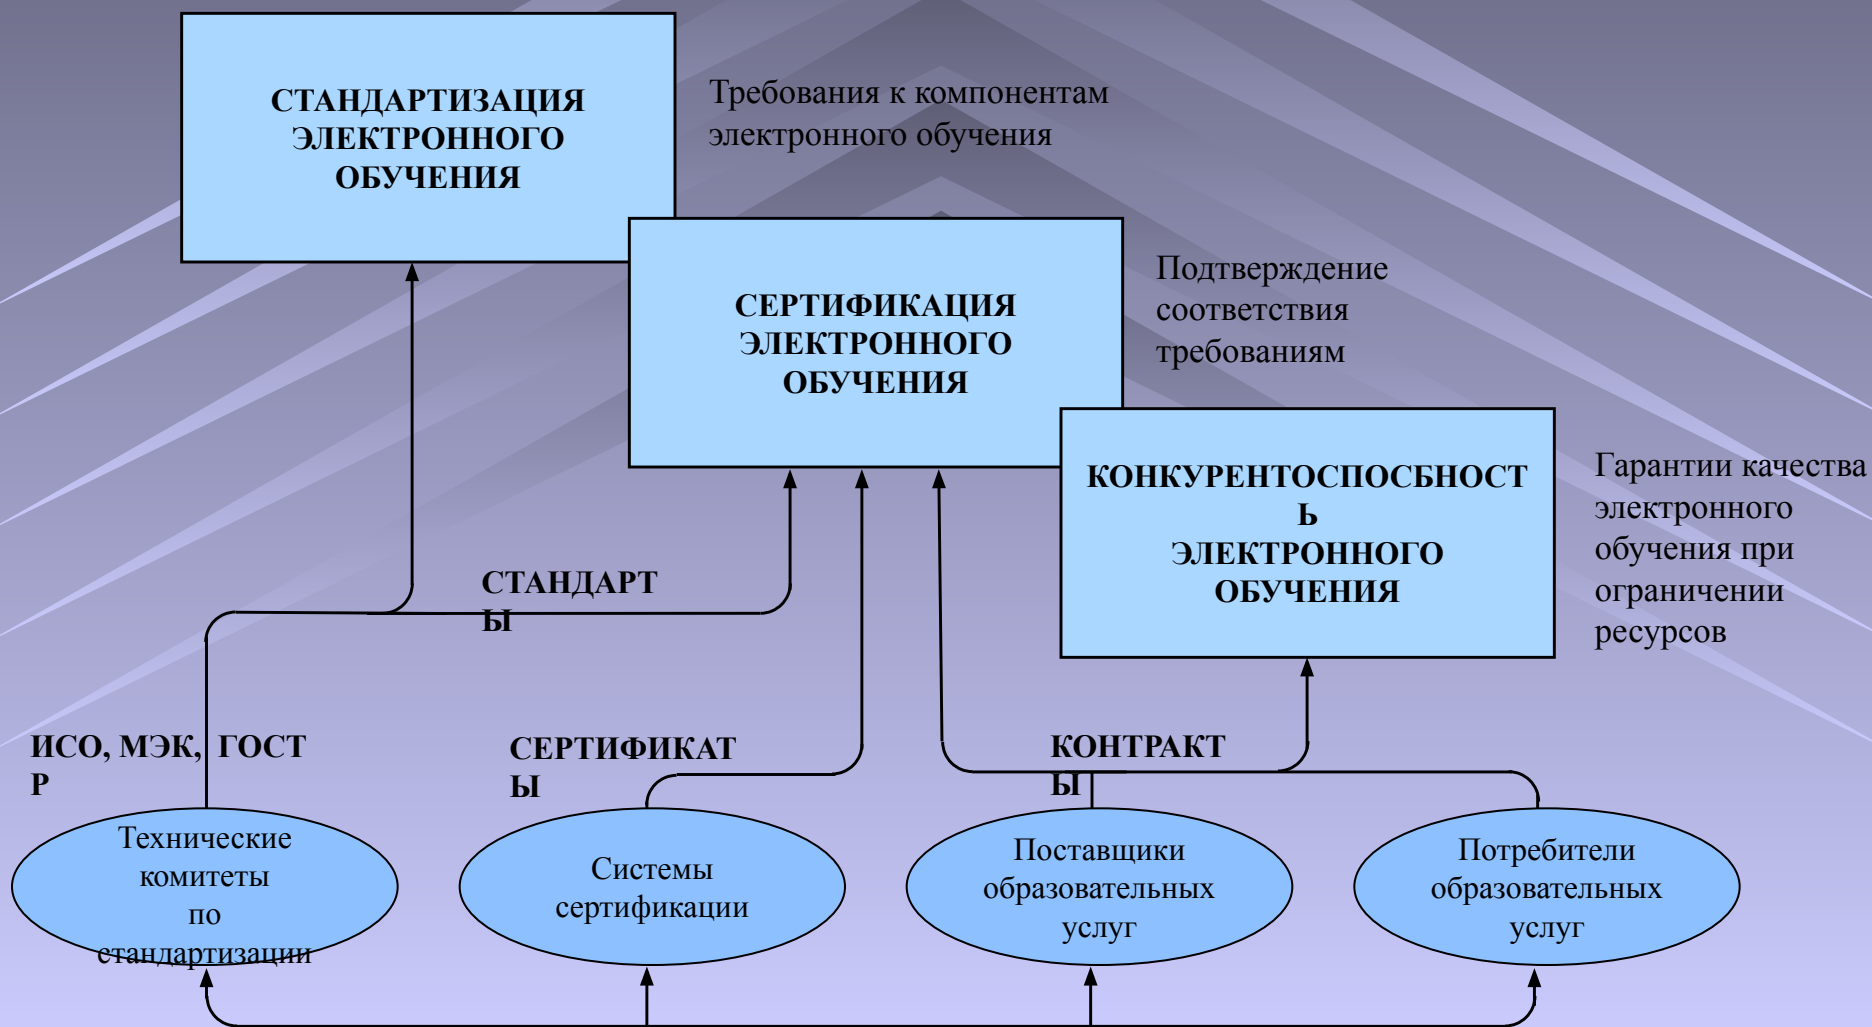 СТАНДАРТИЗАЦИЯ
ЭЛЕКТРОННОГО
ОБУЧЕНИЯ
Требования к компонентам
электронного обучения
СЕРТИФИКАЦИЯ
ЭЛЕКТРОННОГО
ОБУЧЕНИЯ
Подтверждение
соответствия
требованиям
КОНКУРЕНТОСПОСБНОСТ
Ь
ЭЛЕКТРОННОГО
ОБУЧЕНИЯ
Гарантии качества
электронного
обучения при
ограничении
ресурсов
СТАНДАРТ
Ы
ИСО, МЭК, ГОСТ
Р
СЕРТИФИКАТ
Ы
КОНТРАКТ
Ы
Технические
комитеты
по
стандартизации
Системы
сертификации
Поставщики
образовательных
услуг
Потребители
образовательных
услуг